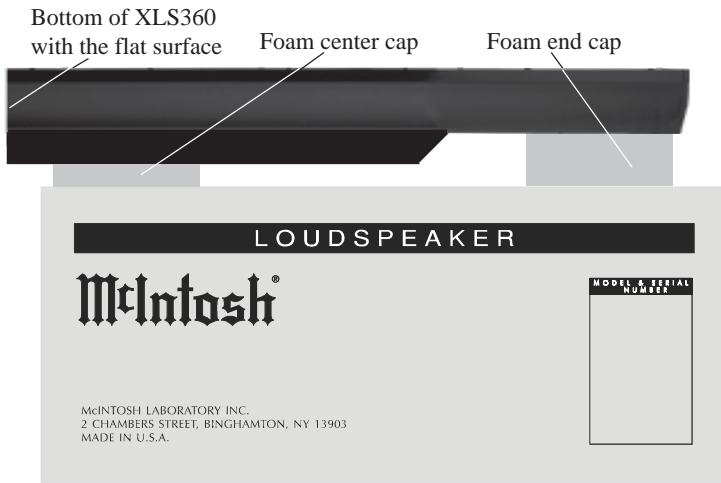 Bottom of XLS360
with the flat surface
Foam center cap
Foam end cap
LOUDSPEAKER
McIntosh®
MODEL & SERIAL
NUMBER
McINTOSH LABORATORY INC.
2 CHAMBERS STREET, BINGHAMTON, NY 13903
MADE IN U.S.A.